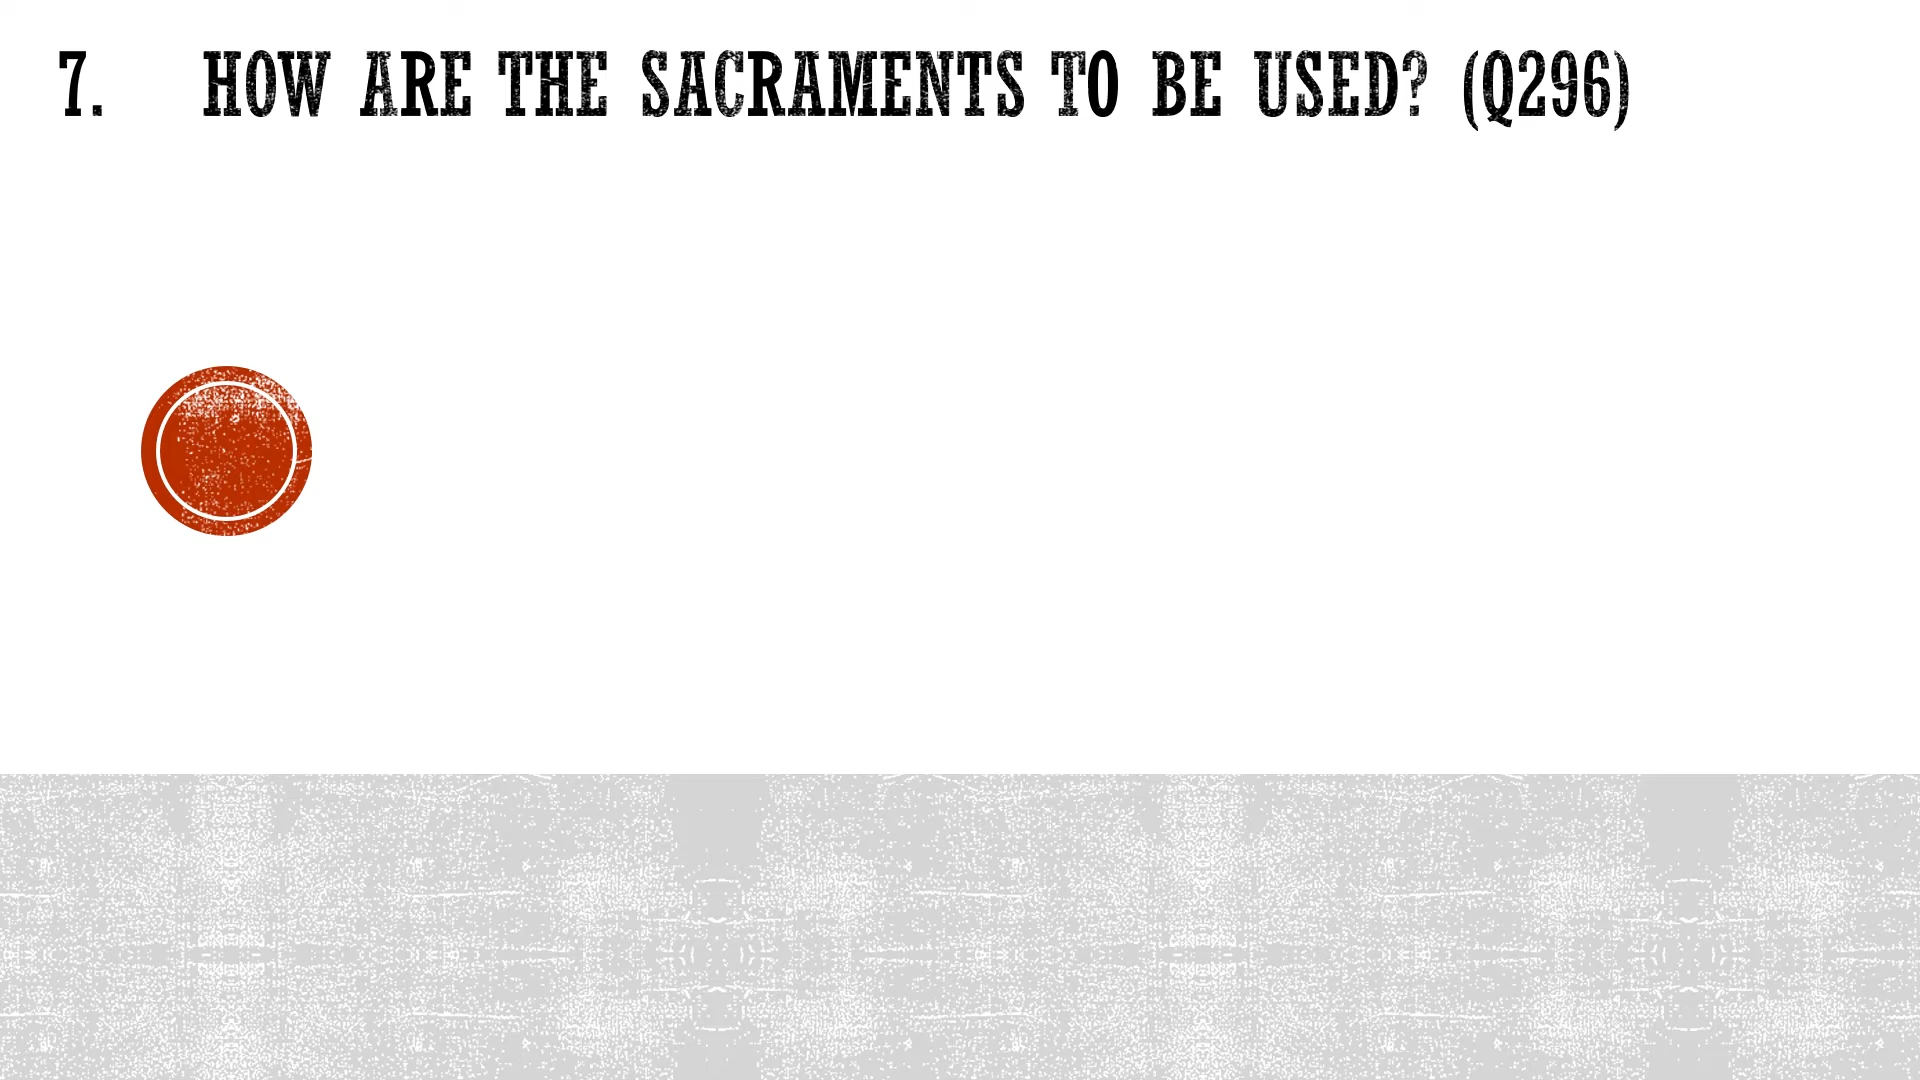 7. HOW ARE THE SACRAMENTS TO BE USED? (Q296)